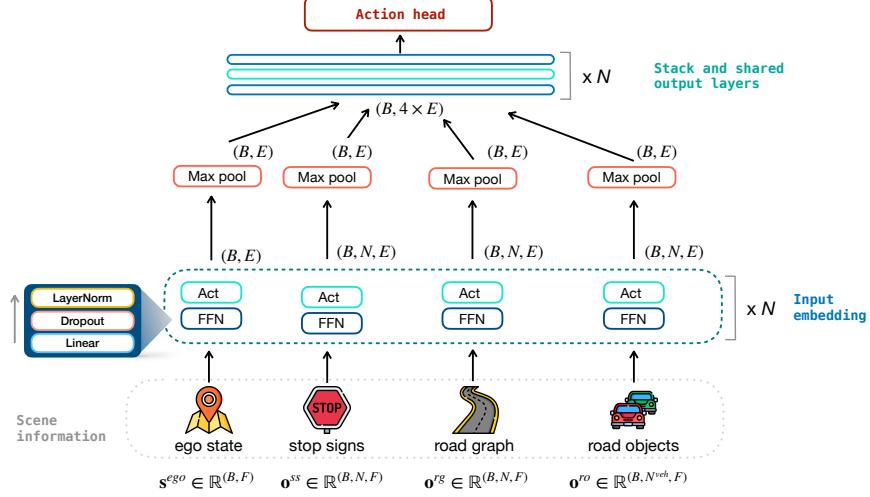 Action head
x N
Stack and shared
output layers
(B, 4 × E)
(B, E) (B, E) (B, E) (B, E)
Max pool Max pool Max pool Max pool
(B, E) (B, N, E) (B, N, E) (B, N, E)
LayerNorm
Dropout
Linear
Act Act Act Act
FFN FFN FFN FFN
x N
Input
embedding
Scene
information
STOP
ego state stop signs road graph road objects
s^{ego} ∈ ℝ^{(B, F)} o^{ss} ∈ ℝ^{(B, N, F)} o^{rg} ∈ ℝ^{(B, N, F)} o^{ro} ∈ ℝ^{(B, N^{veh}, F)}